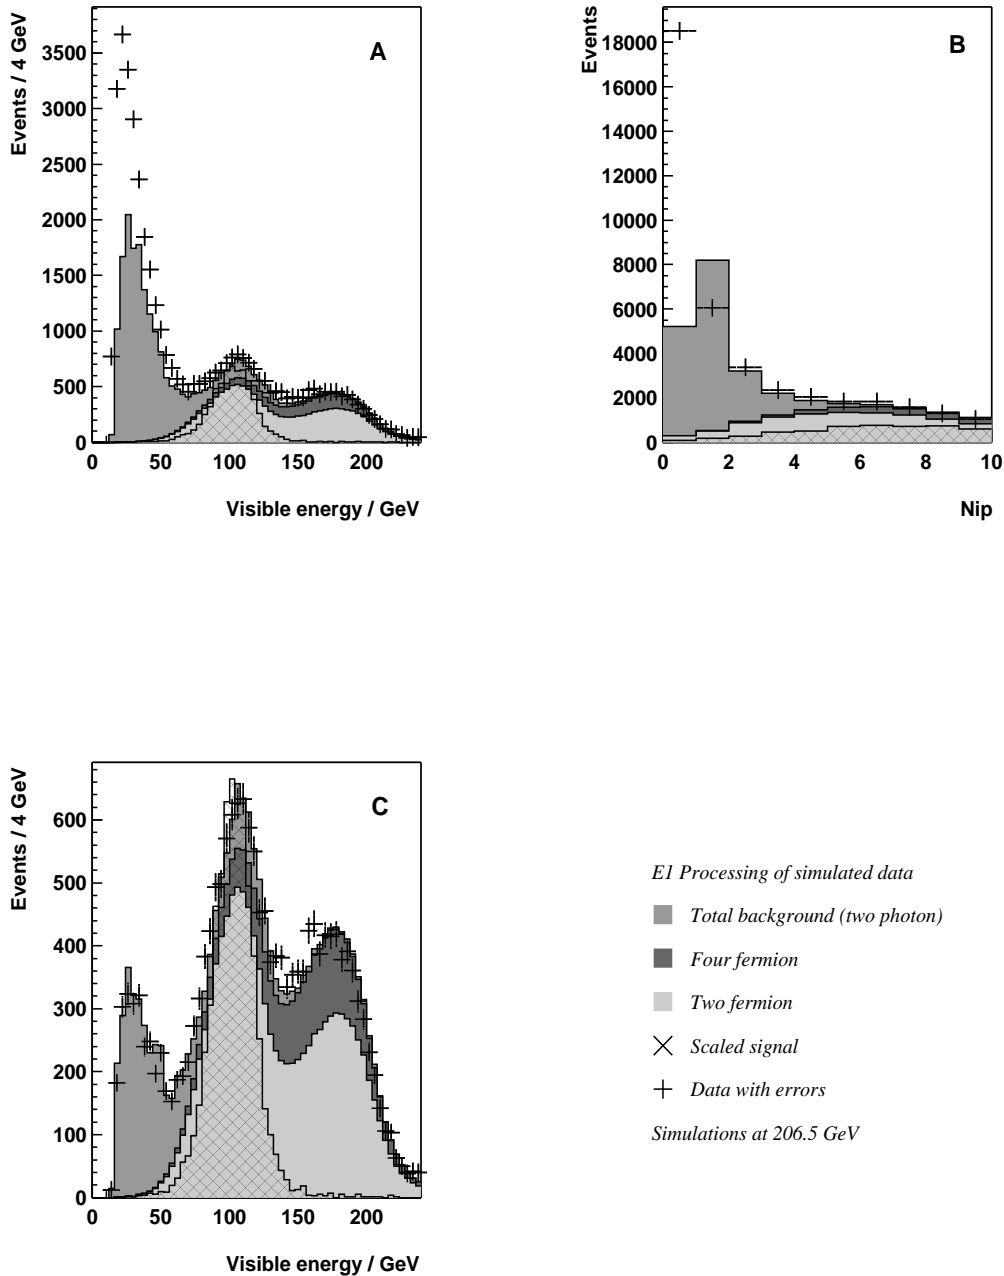 A
Events / 4 GeV
3500
3000
2500
2000
1500
1000
500
0
0 50 100 150 200
Visible energy / GeV
B
Events
18000
16000
14000
12000
10000
8000
6000
4000
2000
0
0 2 4 6 8 10
Nip
C
Events / 4 GeV
600
500
400
300
200
100
0
0 50 100 150 200
Visible energy / GeV
E1 Processing of simulated data
Total background (two photon)
Four fermion
Two fermion
Scaled signal
Data with errors
Simulations at 206.5 GeV